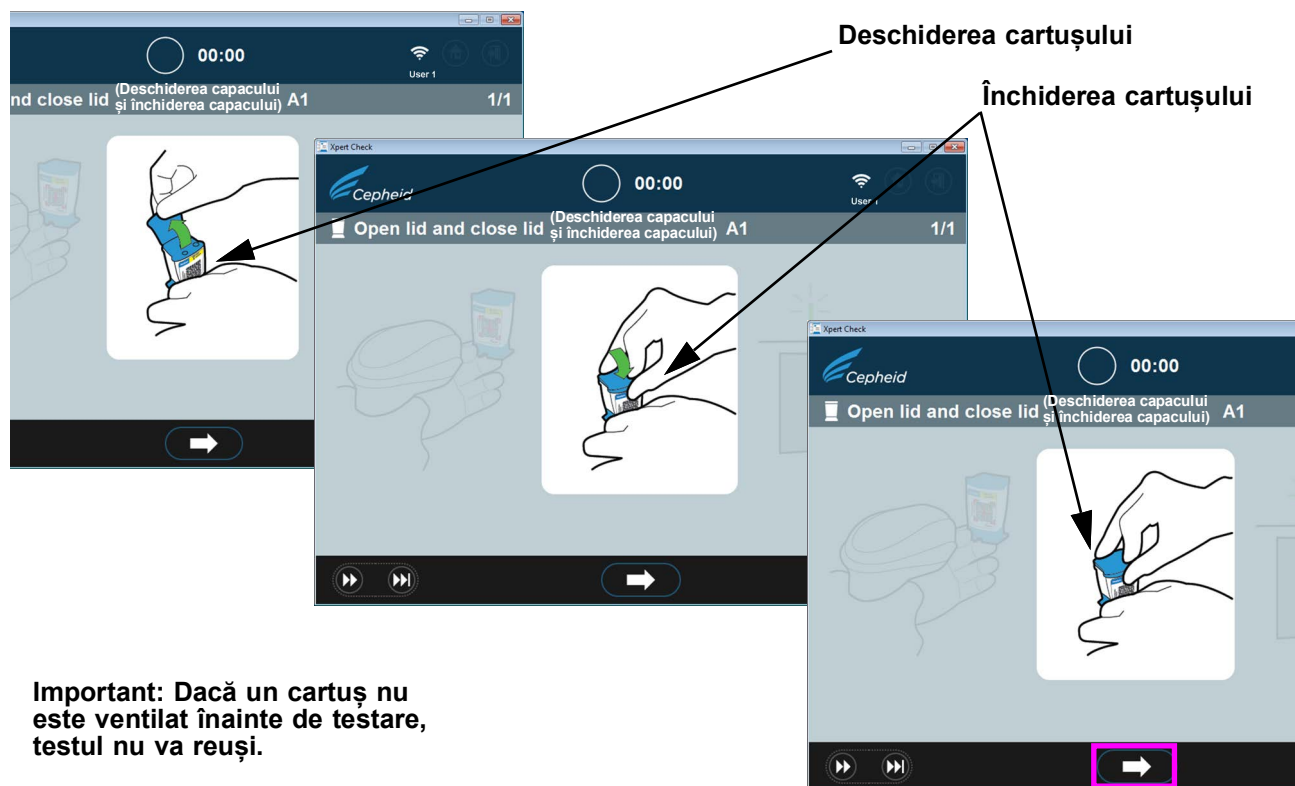 Deschiderea cartușului
Închiderea cartușului
00:00
User 1
nd close lid (Deschiderea capacului
și închiderea capacului) A1 1/1
Xpert Check
Cepheid
00:00
User 1
Open lid and close lid (Deschiderea capacului
și închiderea capacului) A1 1/1
Xpert Check
Cepheid
00:00
Open lid and close lid (Deschiderea capacului
și închiderea capacului) A1
Important: Dacă un cartuș nu
este ventilat înainte de testare,
testul nu va reuși.